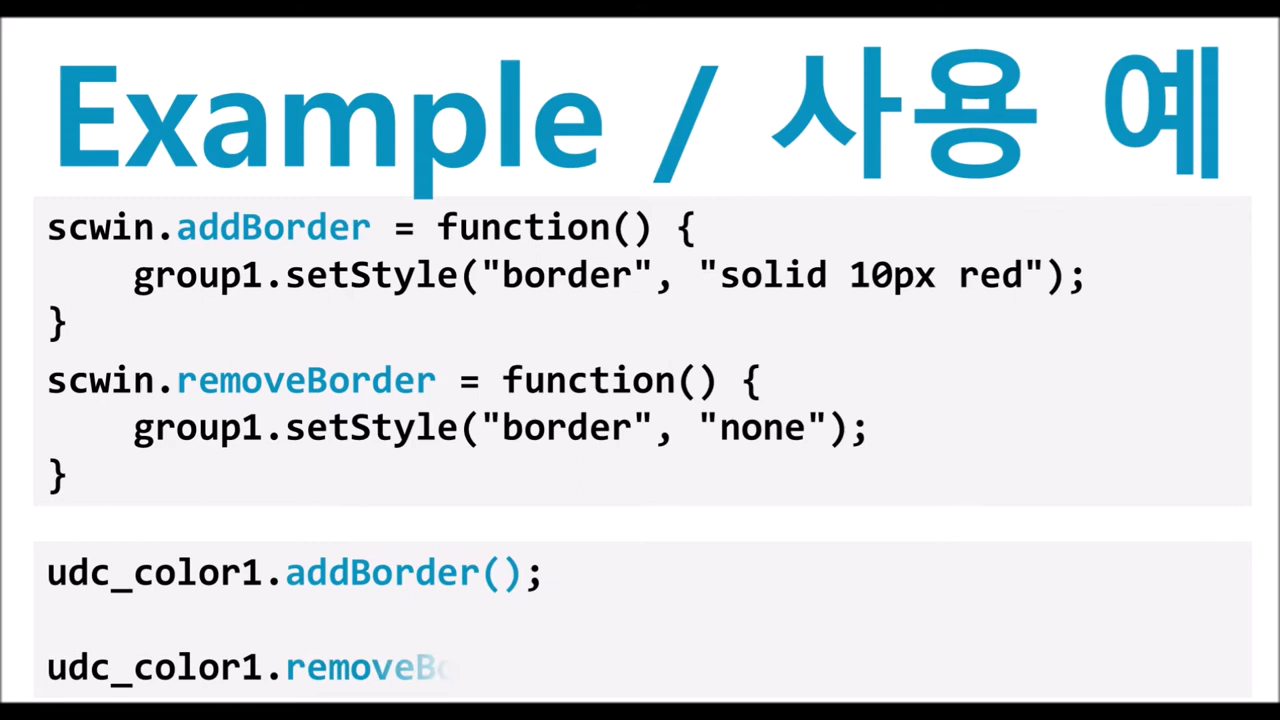 Example / 사용 예
scwin.addBorder = function() {
    group1.setStyle("border", "solid 10px red");
}
scwin.removeBorder = function() {
    group1.setStyle("border", "none");
}
udc_color1.addBorder();
udc_color1.removeBo